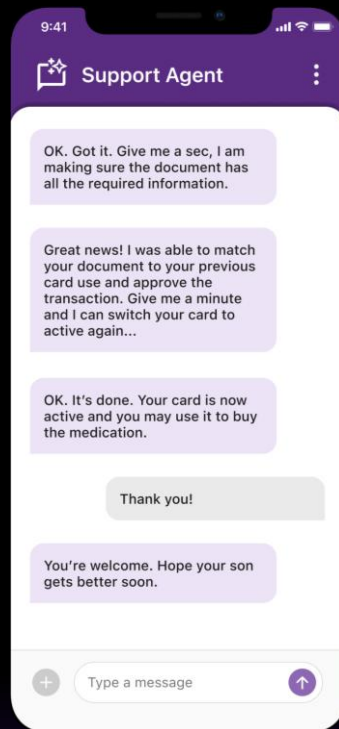 9:41
Support Agent
OK. Got it. Give me a sec, I am
making sure the document has
all the required information.
Great news! I was able to match
your document to your previous
card use and approve the
transaction. Give me a minute
and I can switch your card to
active again...
OK. It's done. Your card is now
active and you may use it to buy
the medication.
Thank you!
You're welcome. Hope your son
gets better soon.
Type a message